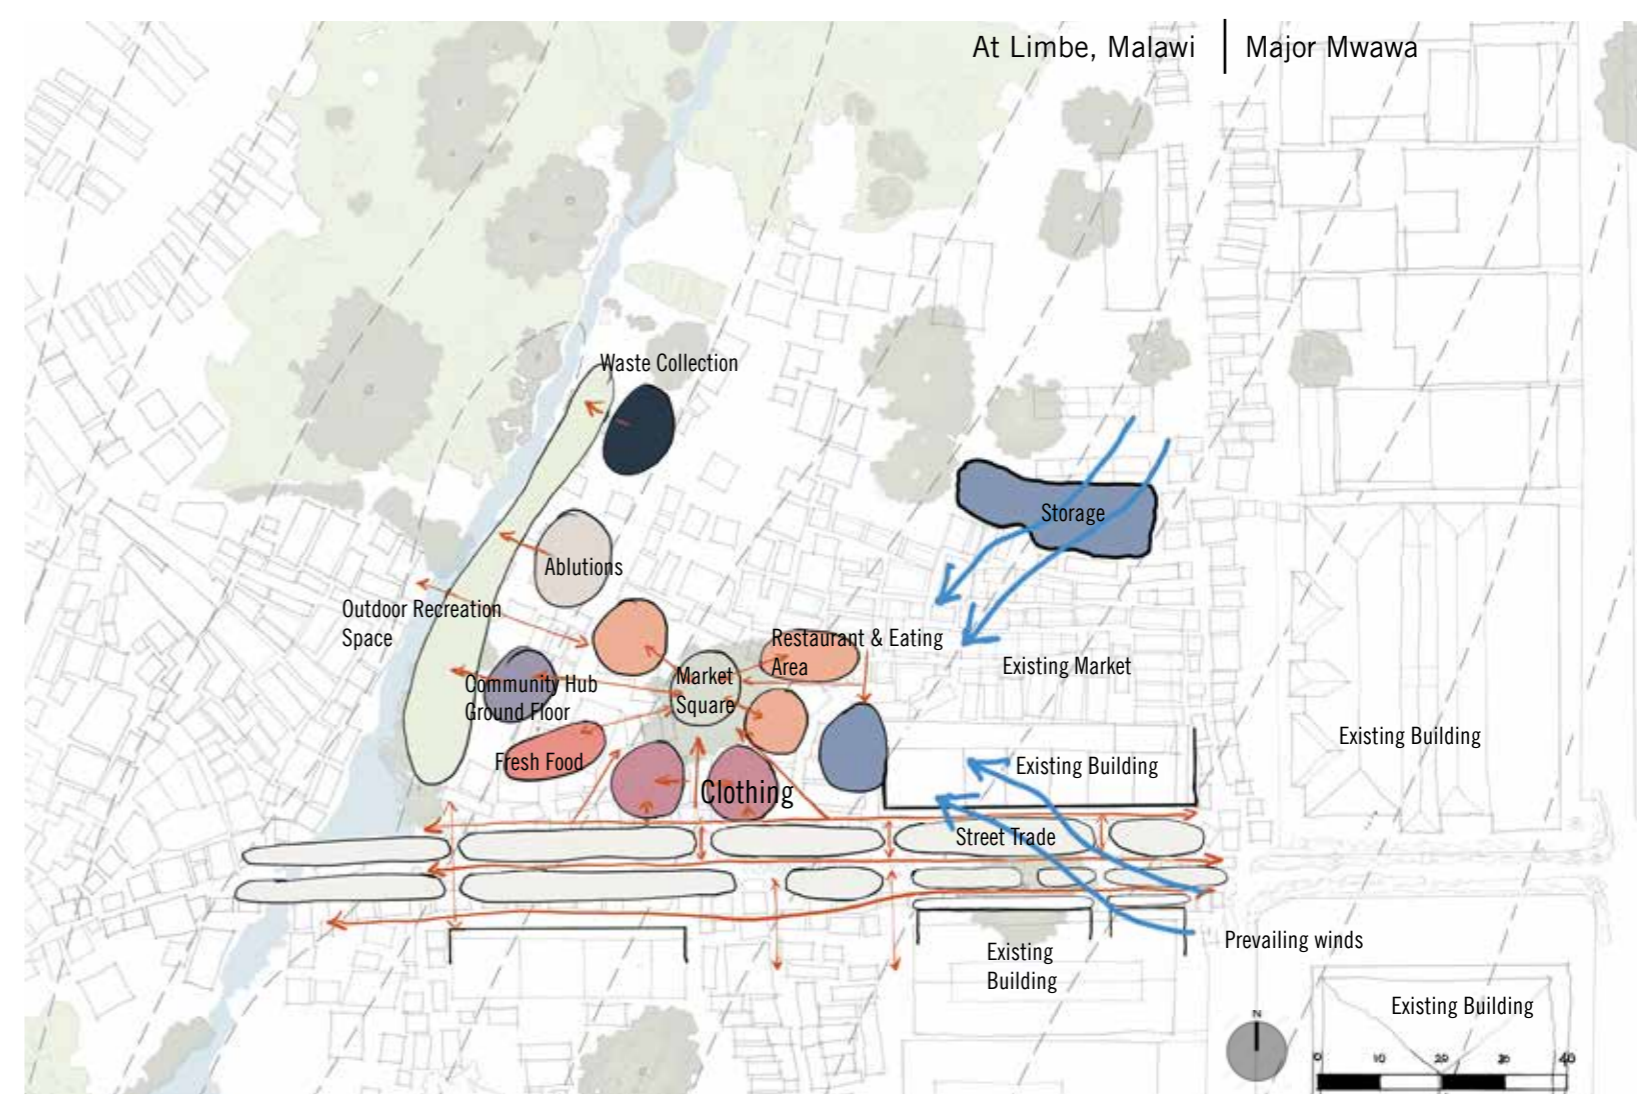 At Limbe, Malawi | Major Mwawa
Waste Collection
Storage
Ablutions
Outdoor Recreation
Space
Restaurant & Eating
Area
Existing Market
Market
Square
Community Hub
Ground Floor
Fresh Food
Clothing
Existing Building
Existing Building
Street Trade
Prevailing winds
Existing
Building
Existing Building
N
0 10 20 30 40